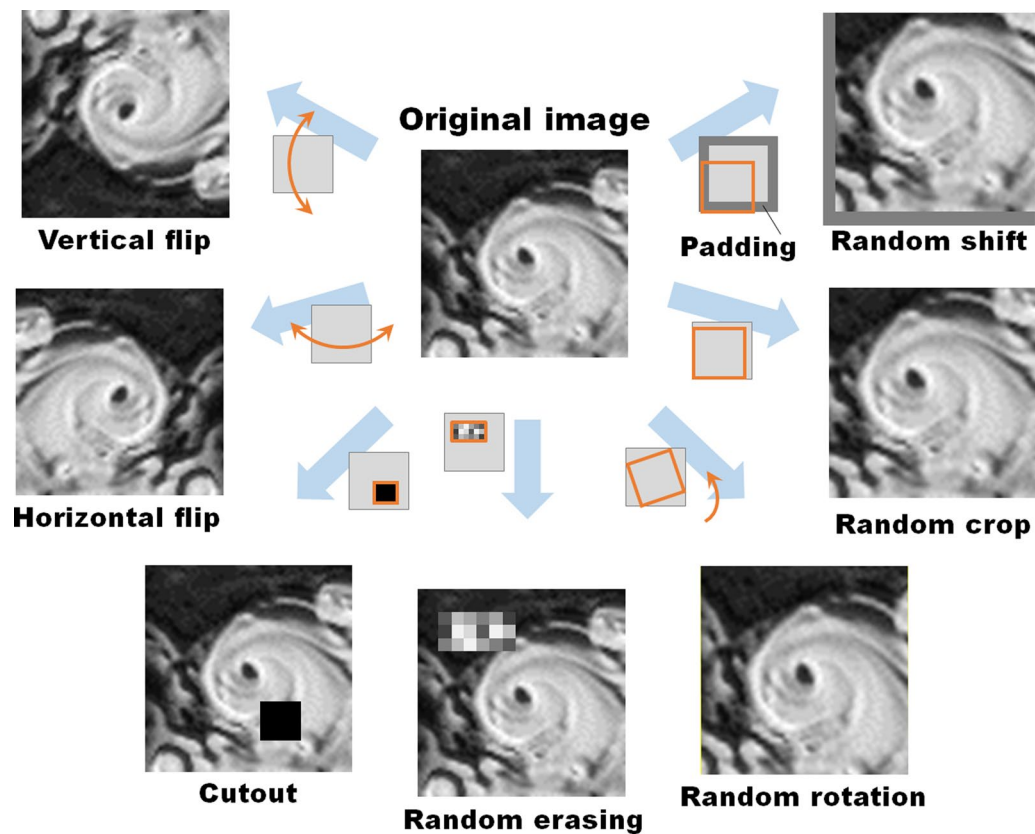 Original image
Vertical flip
Padding
Random shift
Horizontal flip
Random crop
Cutout
Random erasing
Random rotation